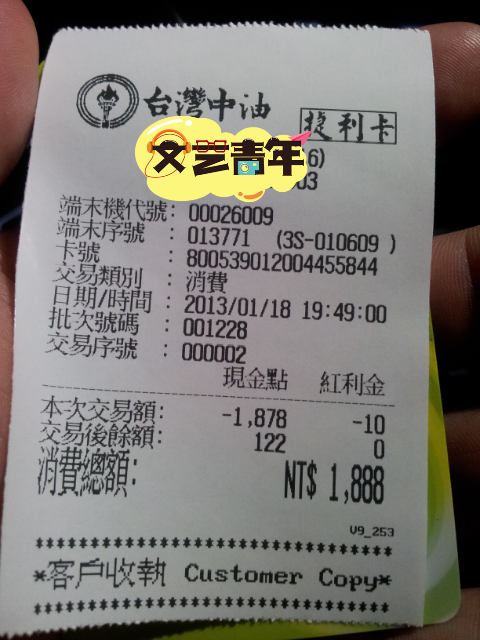 台灣中油
捷利卡
文艺青年
6)
03
端末機代號: 00026009
端末序號 : 013771 (3S-010609 )
卡號 : 800539012004455844
交易類別 : 消費
日期/時間 : 2013/01/18 19:49:00
批次號碼 : 001228
交易序號 : 000002
現金點 紅利金
本次交易額: -1,878 -10
交易後餘額: 122 0
消費總額: NT$ 1,888
V9_253
*********************************
*客戶收執 Customer Copy*
*********************************